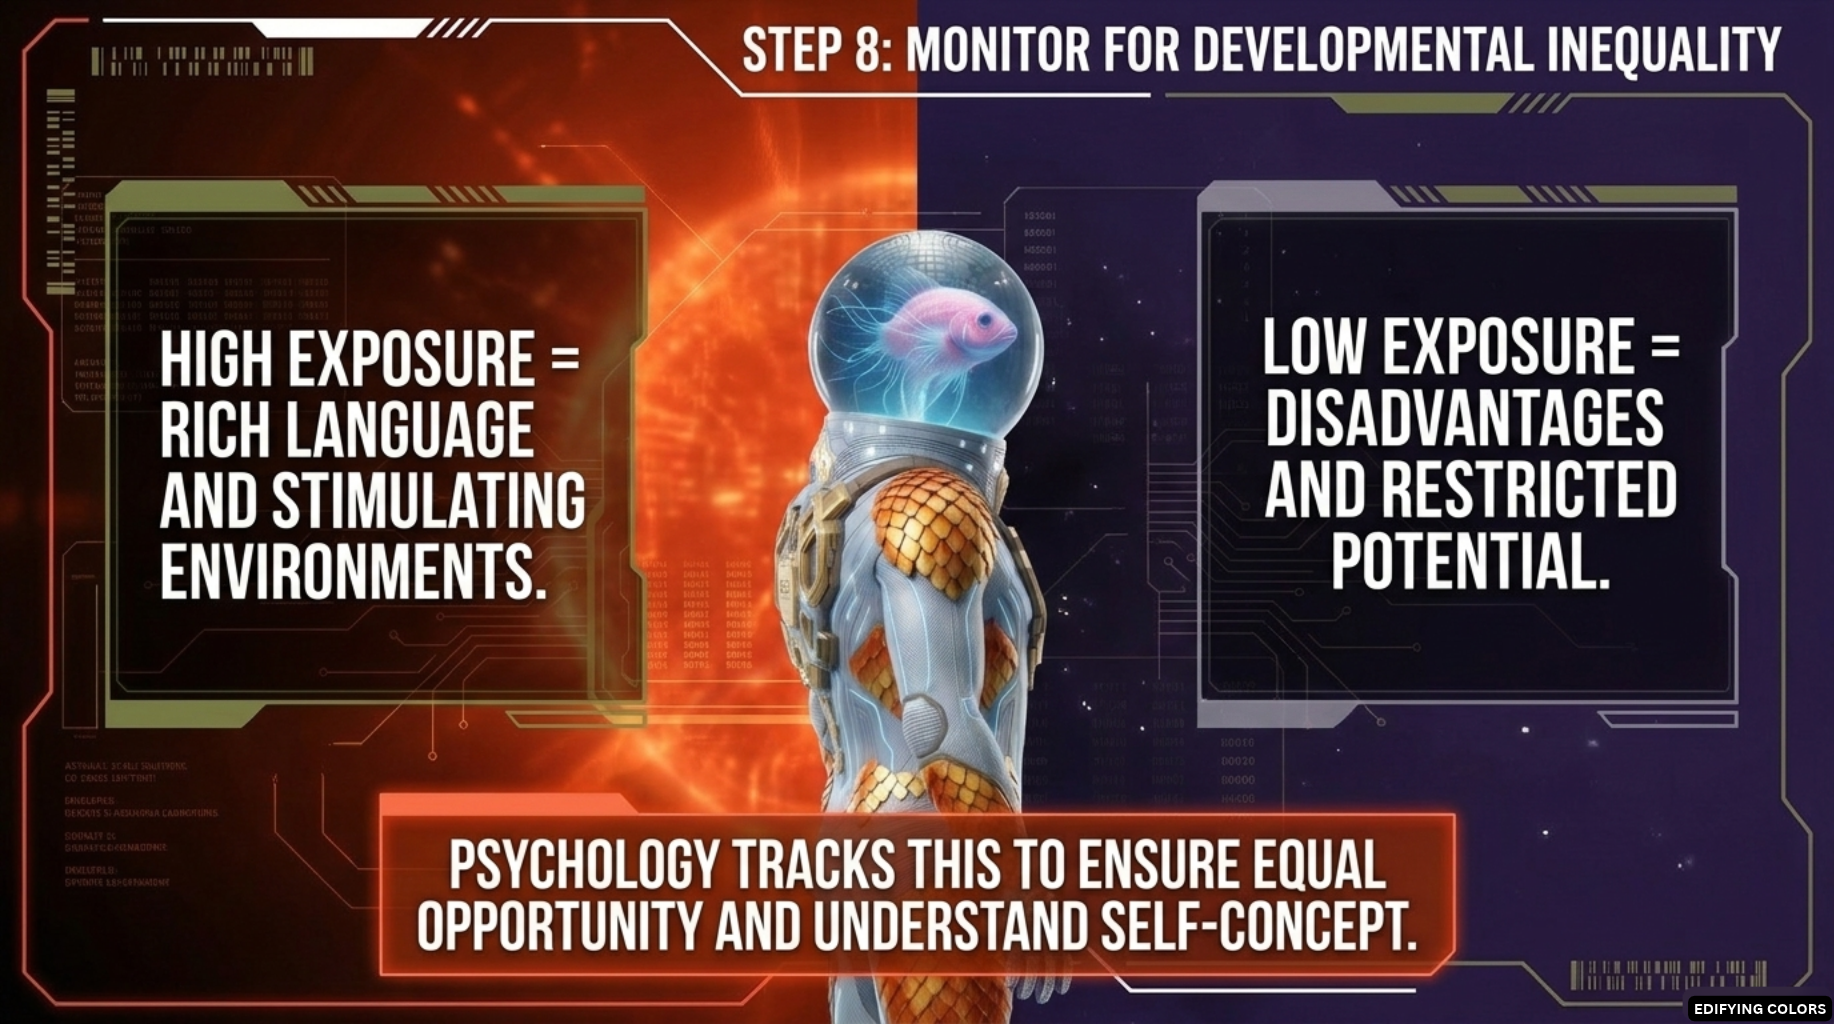 STEP 8: MONITOR FOR DEVELOPMENTAL INEQUALITY
HIGH EXPOSURE =
RICH LANGUAGE
AND STIMULATING
ENVIRONMENTS.
LOW EXPOSURE =
DISADVANTAGES
AND RESTRICTED
POTENTIAL.
PSYCHOLOGY TRACKS THIS TO ENSURE EQUAL
OPPORTUNITY AND UNDERSTAND SELF-CONCEPT.
EDIFYING COLORS